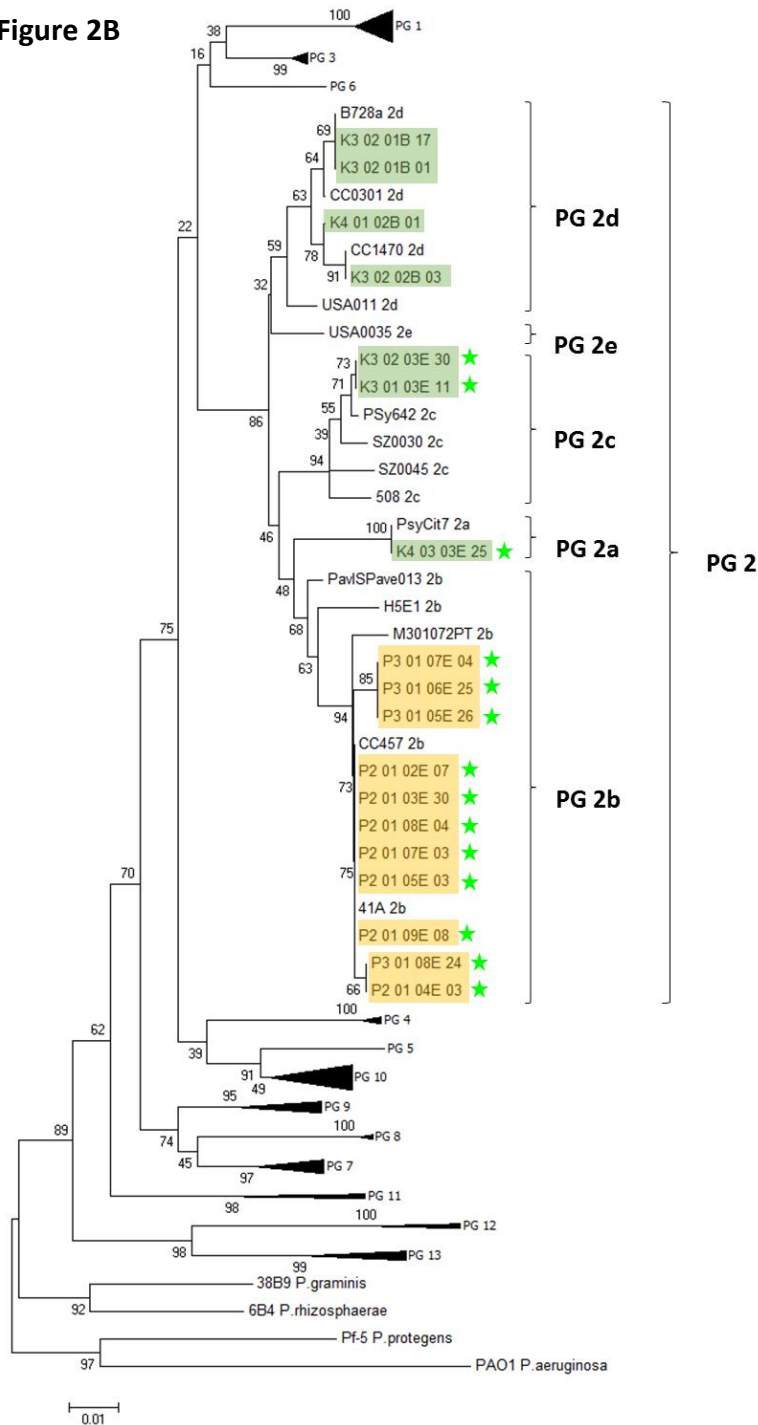 Figure 2B
100
PG 1
38
16
PG 3
99
PG 6
B728a 2d
69
K3 02 01B 17
K3 02 01B 01
64
CC0301 2d
63
K4 01 02B 01
PG 2d
22
59
78
CC1470 2d
91
K3 02 02B 03
32
USA011 2d
USA0035 2e
PG 2e
73
K3 02 03E 30
71
K3 01 03E 11
55
PSy642 2c
86
39
SZ0030 2c
PG 2c
94
SZ0045 2c
508 2c
46
100
PsyCit7 2a
K4 03 03E 25
PG 2a
PG 2
48
PavISPave013 2b
H5E1 2b
68
75
M301072PT 2b
63
P3 01 07E 04
85
P3 01 06E 25
94
P3 01 05E 26
CC457 2b
P2 01 02E 07
73
P2 01 03E 30
PG 2b
P2 01 08E 04
P2 01 07E 03
75
P2 01 05E 03
70
41A 2b
P2 01 09E 08
P3 01 08E 24
66
P2 01 04E 03
100
PG 4
62
39
PG 5
91
PG 10
49
95
PG 9
89
74
100
PG 8
45
PG 7
97
PG 11
98
100
PG 12
98
PG 13
99
38B9 P.graminis
92
6B4 P.rhizosphaerae
Pf-5 P.protegens
97
PAO1 P.aeruginosa
0.01